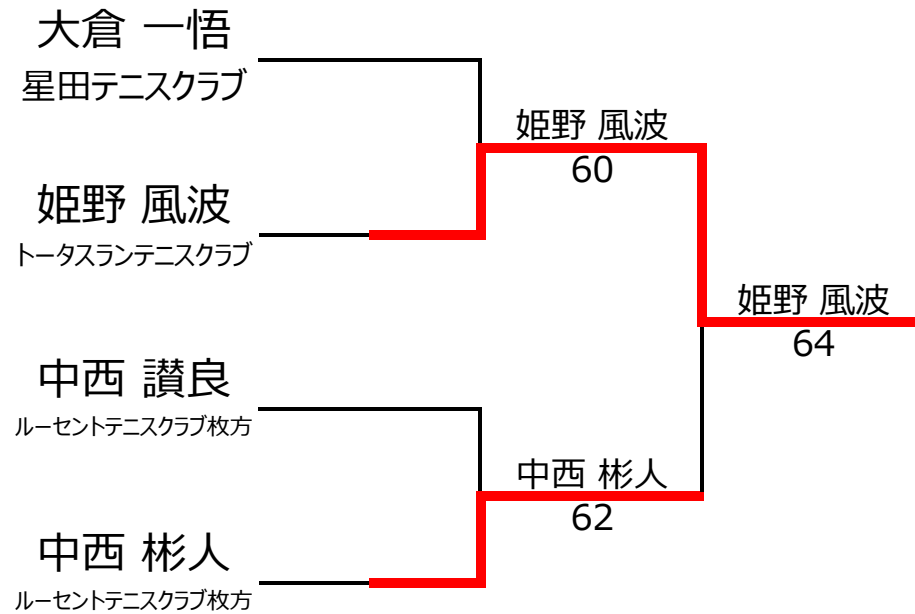 大倉 一悟
星田テニスクラブ
姫野 風波
60
姫野 風波
トータスランテニスクラブ
姫野 風波
64
中西 讃良
ルーセントテニスクラブ枚方
中西 彬人
62
中西 彬人
ルーセントテニスクラブ枚方